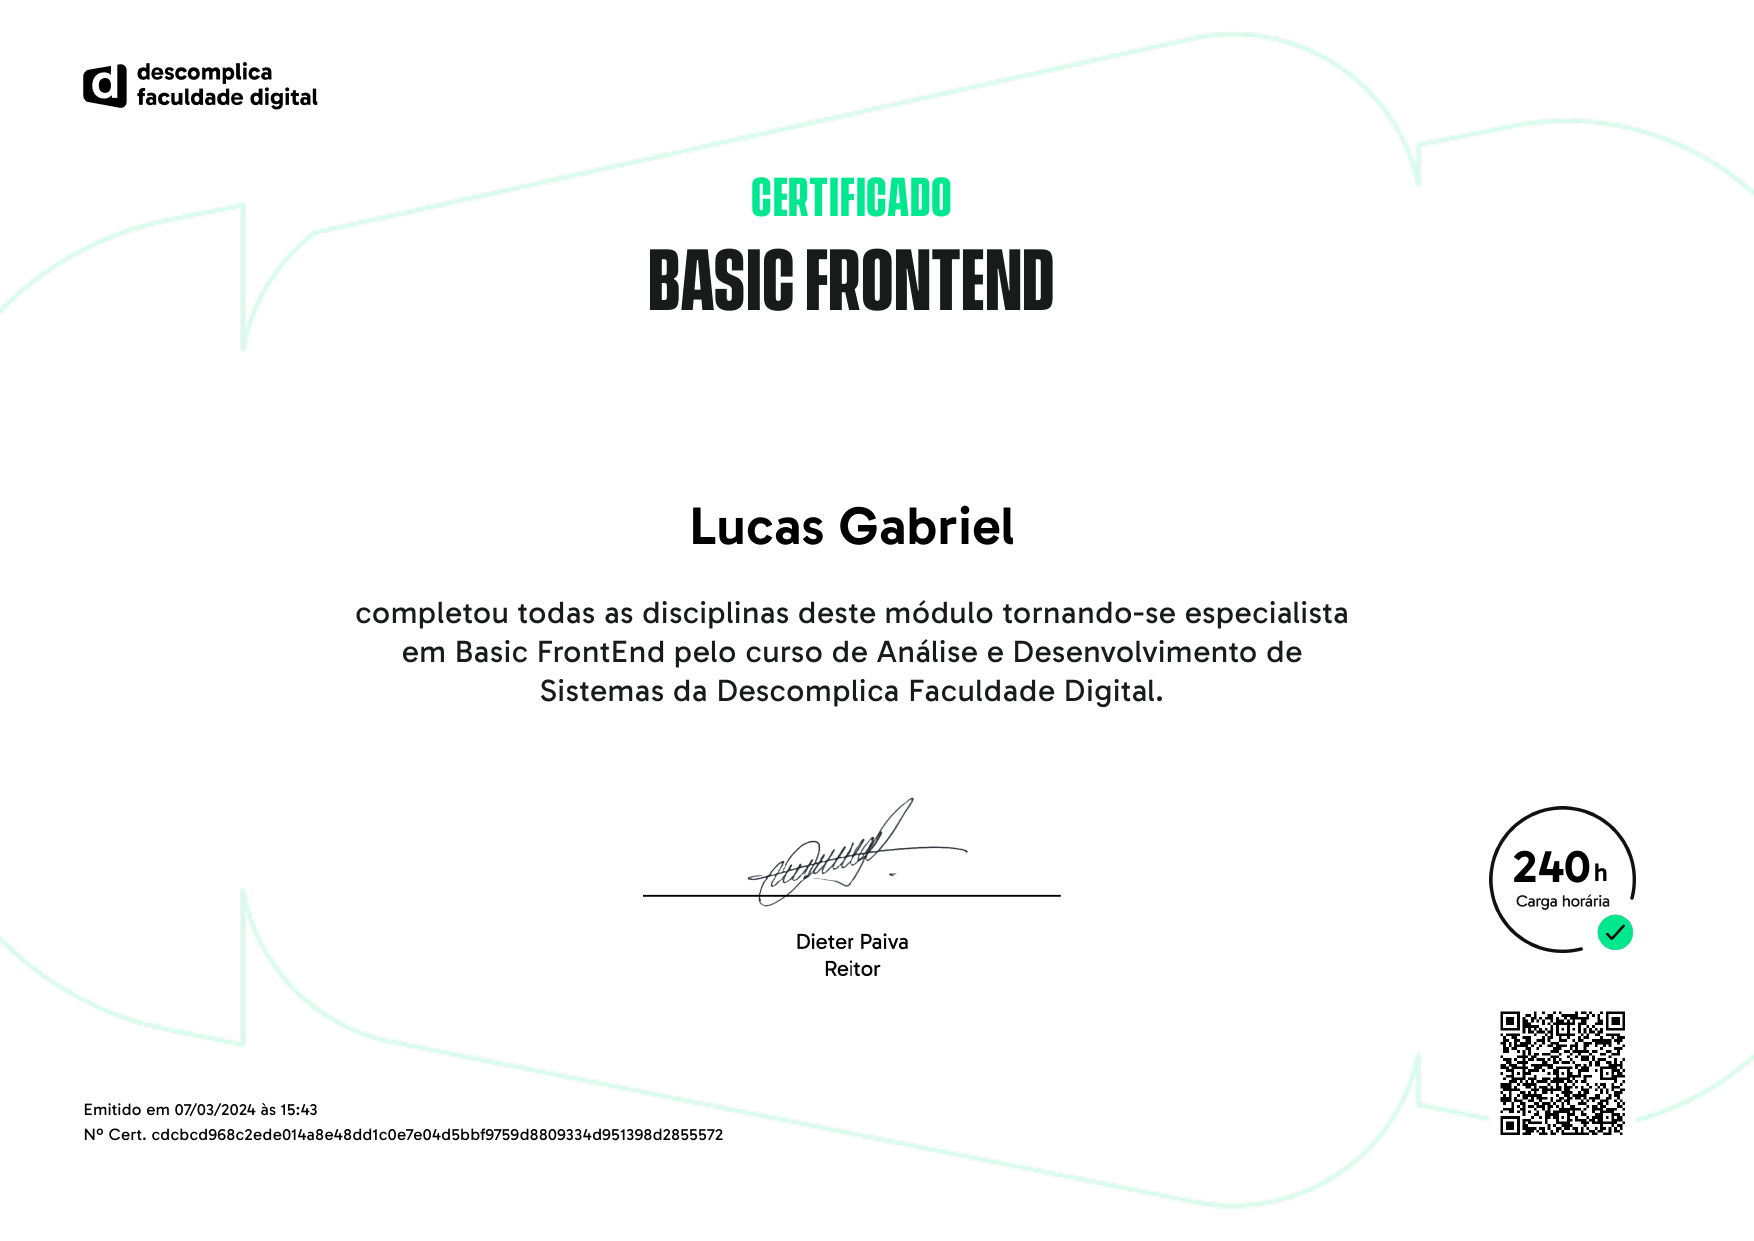 descomplica
faculdade digital
CERTIFICADO
BASIC FRONTEND
Lucas Gabriel
completou todas as disciplinas deste módulo tornando-se especialista
em Basic FrontEnd pelo curso de Análise e Desenvolvimento de
Sistemas da Descomplica Faculdade Digital.
240h
Carga horária
Dieter Paiva
Reitor
Emitido em 07/03/2024 às 15:43
Nº Cert. cdcbcd968c2ede014a8e48dd1c0e7e04d5bbf9759d8809334d951398d2855572